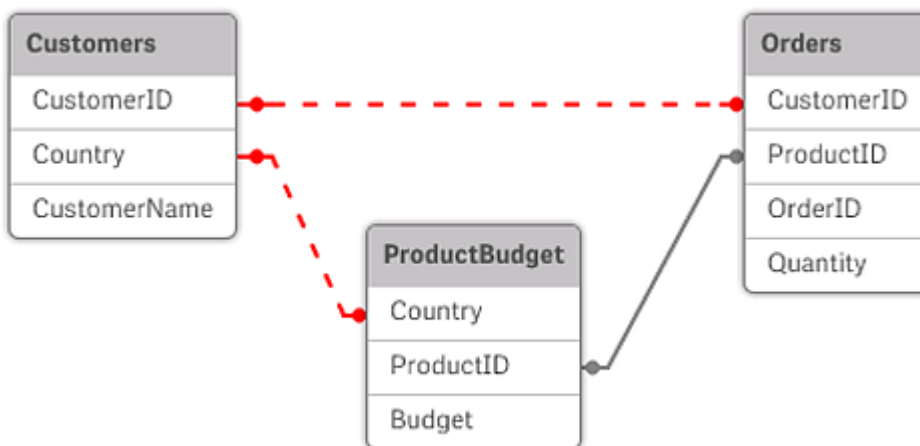 Customers
CustomerID
Country
CustomerName
ProductBudget
Country
ProductID
Budget
Orders
CustomerID
ProductID
OrderID
Quantity